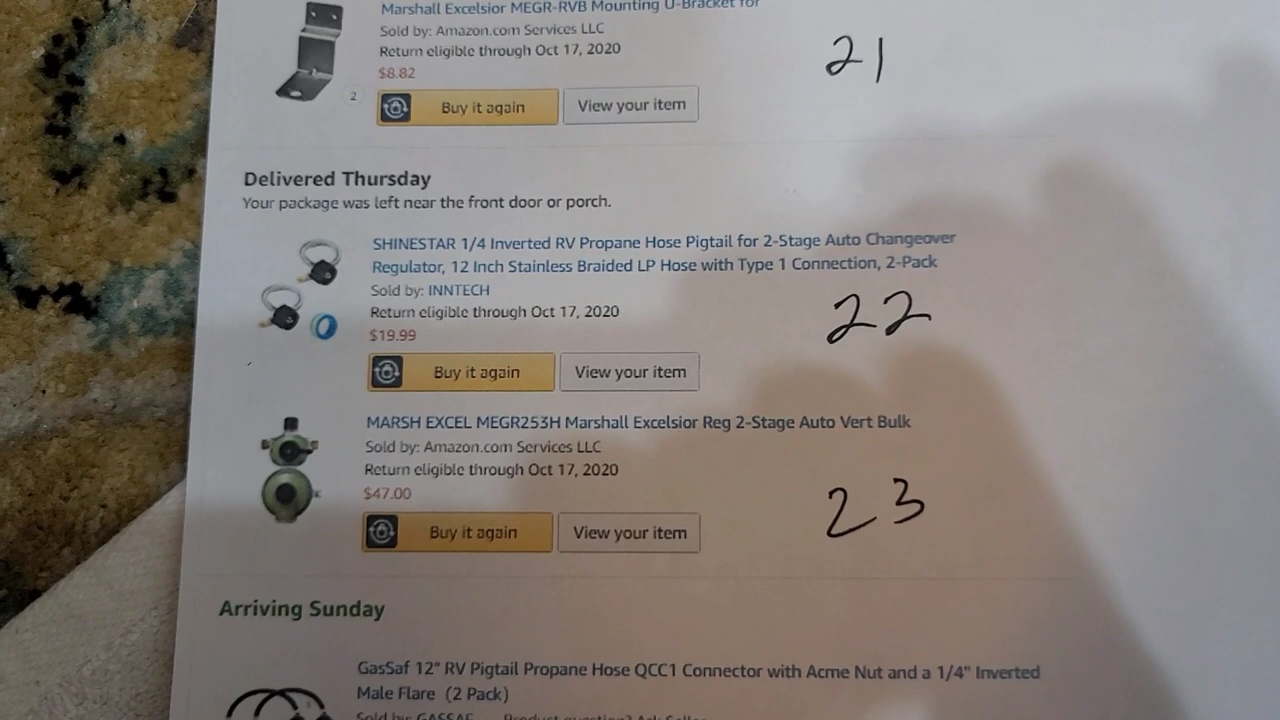 Marshall Excelsior MEGR-RVB Mounting U-Bracket for
Sold by: Amazon.com Services LLC
Return eligible through Oct 17, 2020
$8.82
21
2
Buy it again
View your item
Delivered Thursday
Your package was left near the front door or porch.
SHINESTAR 1/4 Inverted RV Propane Hose Pigtail for 2-Stage Auto Changeover
Regulator, 12 Inch Stainless Braided LP Hose with Type 1 Connection, 2-Pack
Sold by: INNTECH
Return eligible through Oct 17, 2020
22
$19.99
Buy it again
View your item
MARSH EXCEL MEGR253H Marshall Excelsior Reg 2-Stage Auto Vert Bulk
Sold by: Amazon.com Services LLC
Return eligible through Oct 17, 2020
$47.00
23
Buy it again
View your item
Arriving Sunday
GasSaf 12" RV Pigtail Propane Hose QCC1 Connector with Acme Nut and a 1/4" Inverted
Male Flare (2 Pack)
Sold by: GASSAF Product question? Ask Seller